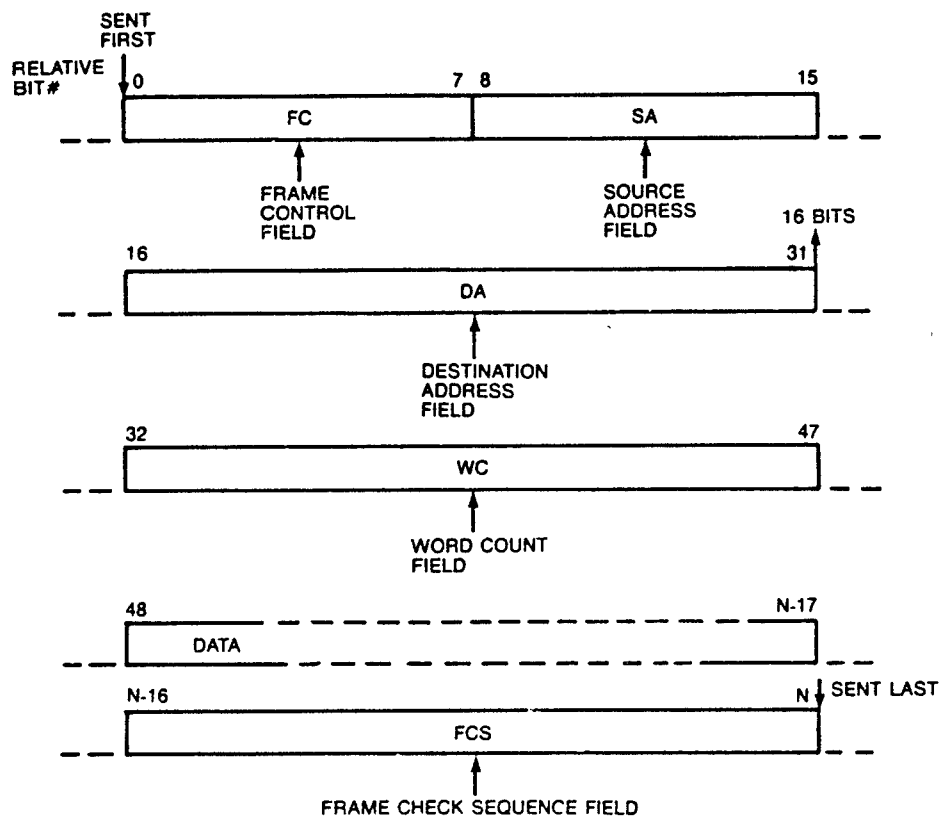 SENT
FIRST
RELATIVE
BIT#
0 7 8 15
FC SA
FRAME
CONTROL
FIELD
SOURCE
ADDRESS
FIELD
16 BITS
16 31
DA
DESTINATION
ADDRESS
FIELD
32 47
WC
WORD COUNT
FIELD
48 N-17
DATA
N-16 N SENT LAST
FCS
FRAME CHECK SEQUENCE FIELD